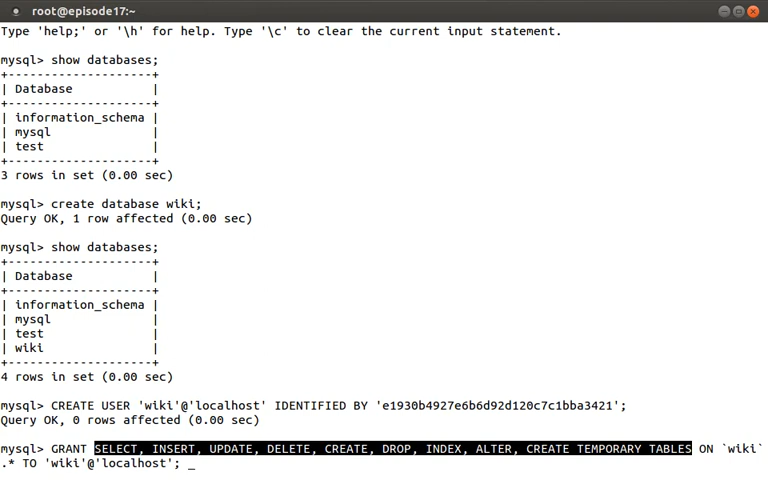 root@episode17:~
Type 'help;' or '\h' for help. Type '\c' to clear the current input statement.
mysql> show databases;
+--------------------+
| Database           |
+--------------------+
| information_schema |
| mysql              |
| test               |
+--------------------+
3 rows in set (0.00 sec)
mysql> create database wiki;
Query OK, 1 row affected (0.00 sec)
mysql> show databases;
+--------------------+
| Database           |
+--------------------+
| information_schema |
| mysql              |
| test               |
| wiki               |
+--------------------+
4 rows in set (0.00 sec)
mysql> CREATE USER 'wiki'@'localhost' IDENTIFIED BY 'e1930b4927e6b6d92d120c7c1bba3421';
Query OK, 0 rows affected (0.00 sec)
mysql> GRANT SELECT, INSERT, UPDATE, DELETE, CREATE, DROP, INDEX, ALTER, CREATE TEMPORARY TABLES ON `wiki`
.* TO 'wiki'@'localhost'; _